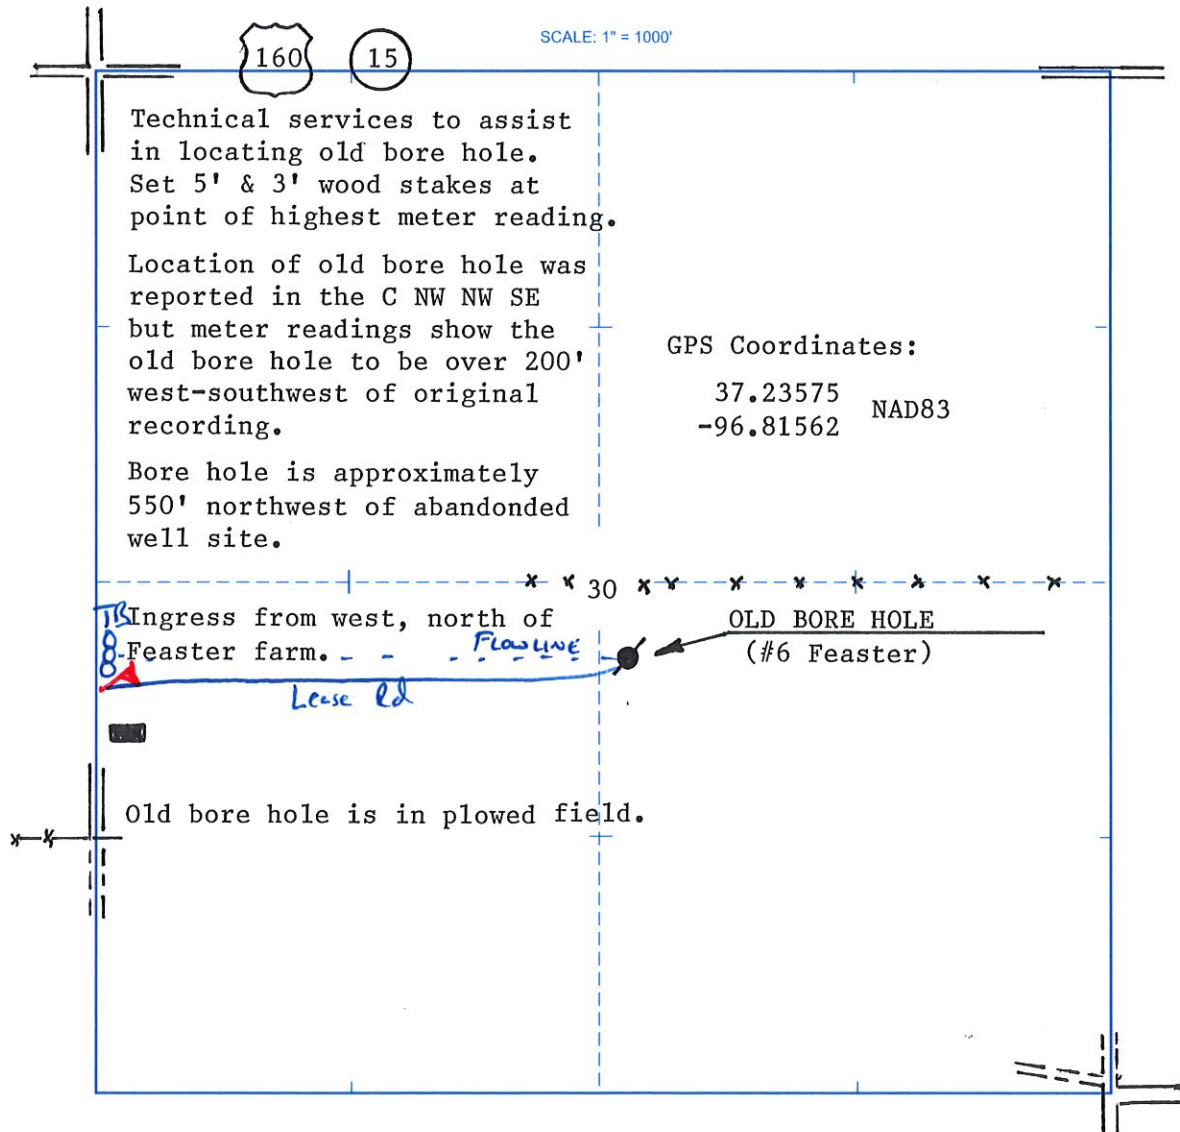 SCALE: 1" = 1000'
160 15
Technical services to assist
in locating old bore hole.
Set 5' & 3' wood stakes at
point of highest meter reading.
Location of old bore hole was
reported in the C NW NW SE
but meter readings show the
old bore hole to be over 200'
west-southwest of original
recording.
Bore hole is approximately
550' northwest of abandonded
well site.
GPS Coordinates:
37.23575
-96.81562
NAD83
30
TB
Ingress from west, north of
Feaster farm.
FLOWLINE
Lease Rd
OLD BORE HOLE
(#6 Feaster)
Old bore hole is in plowed field.